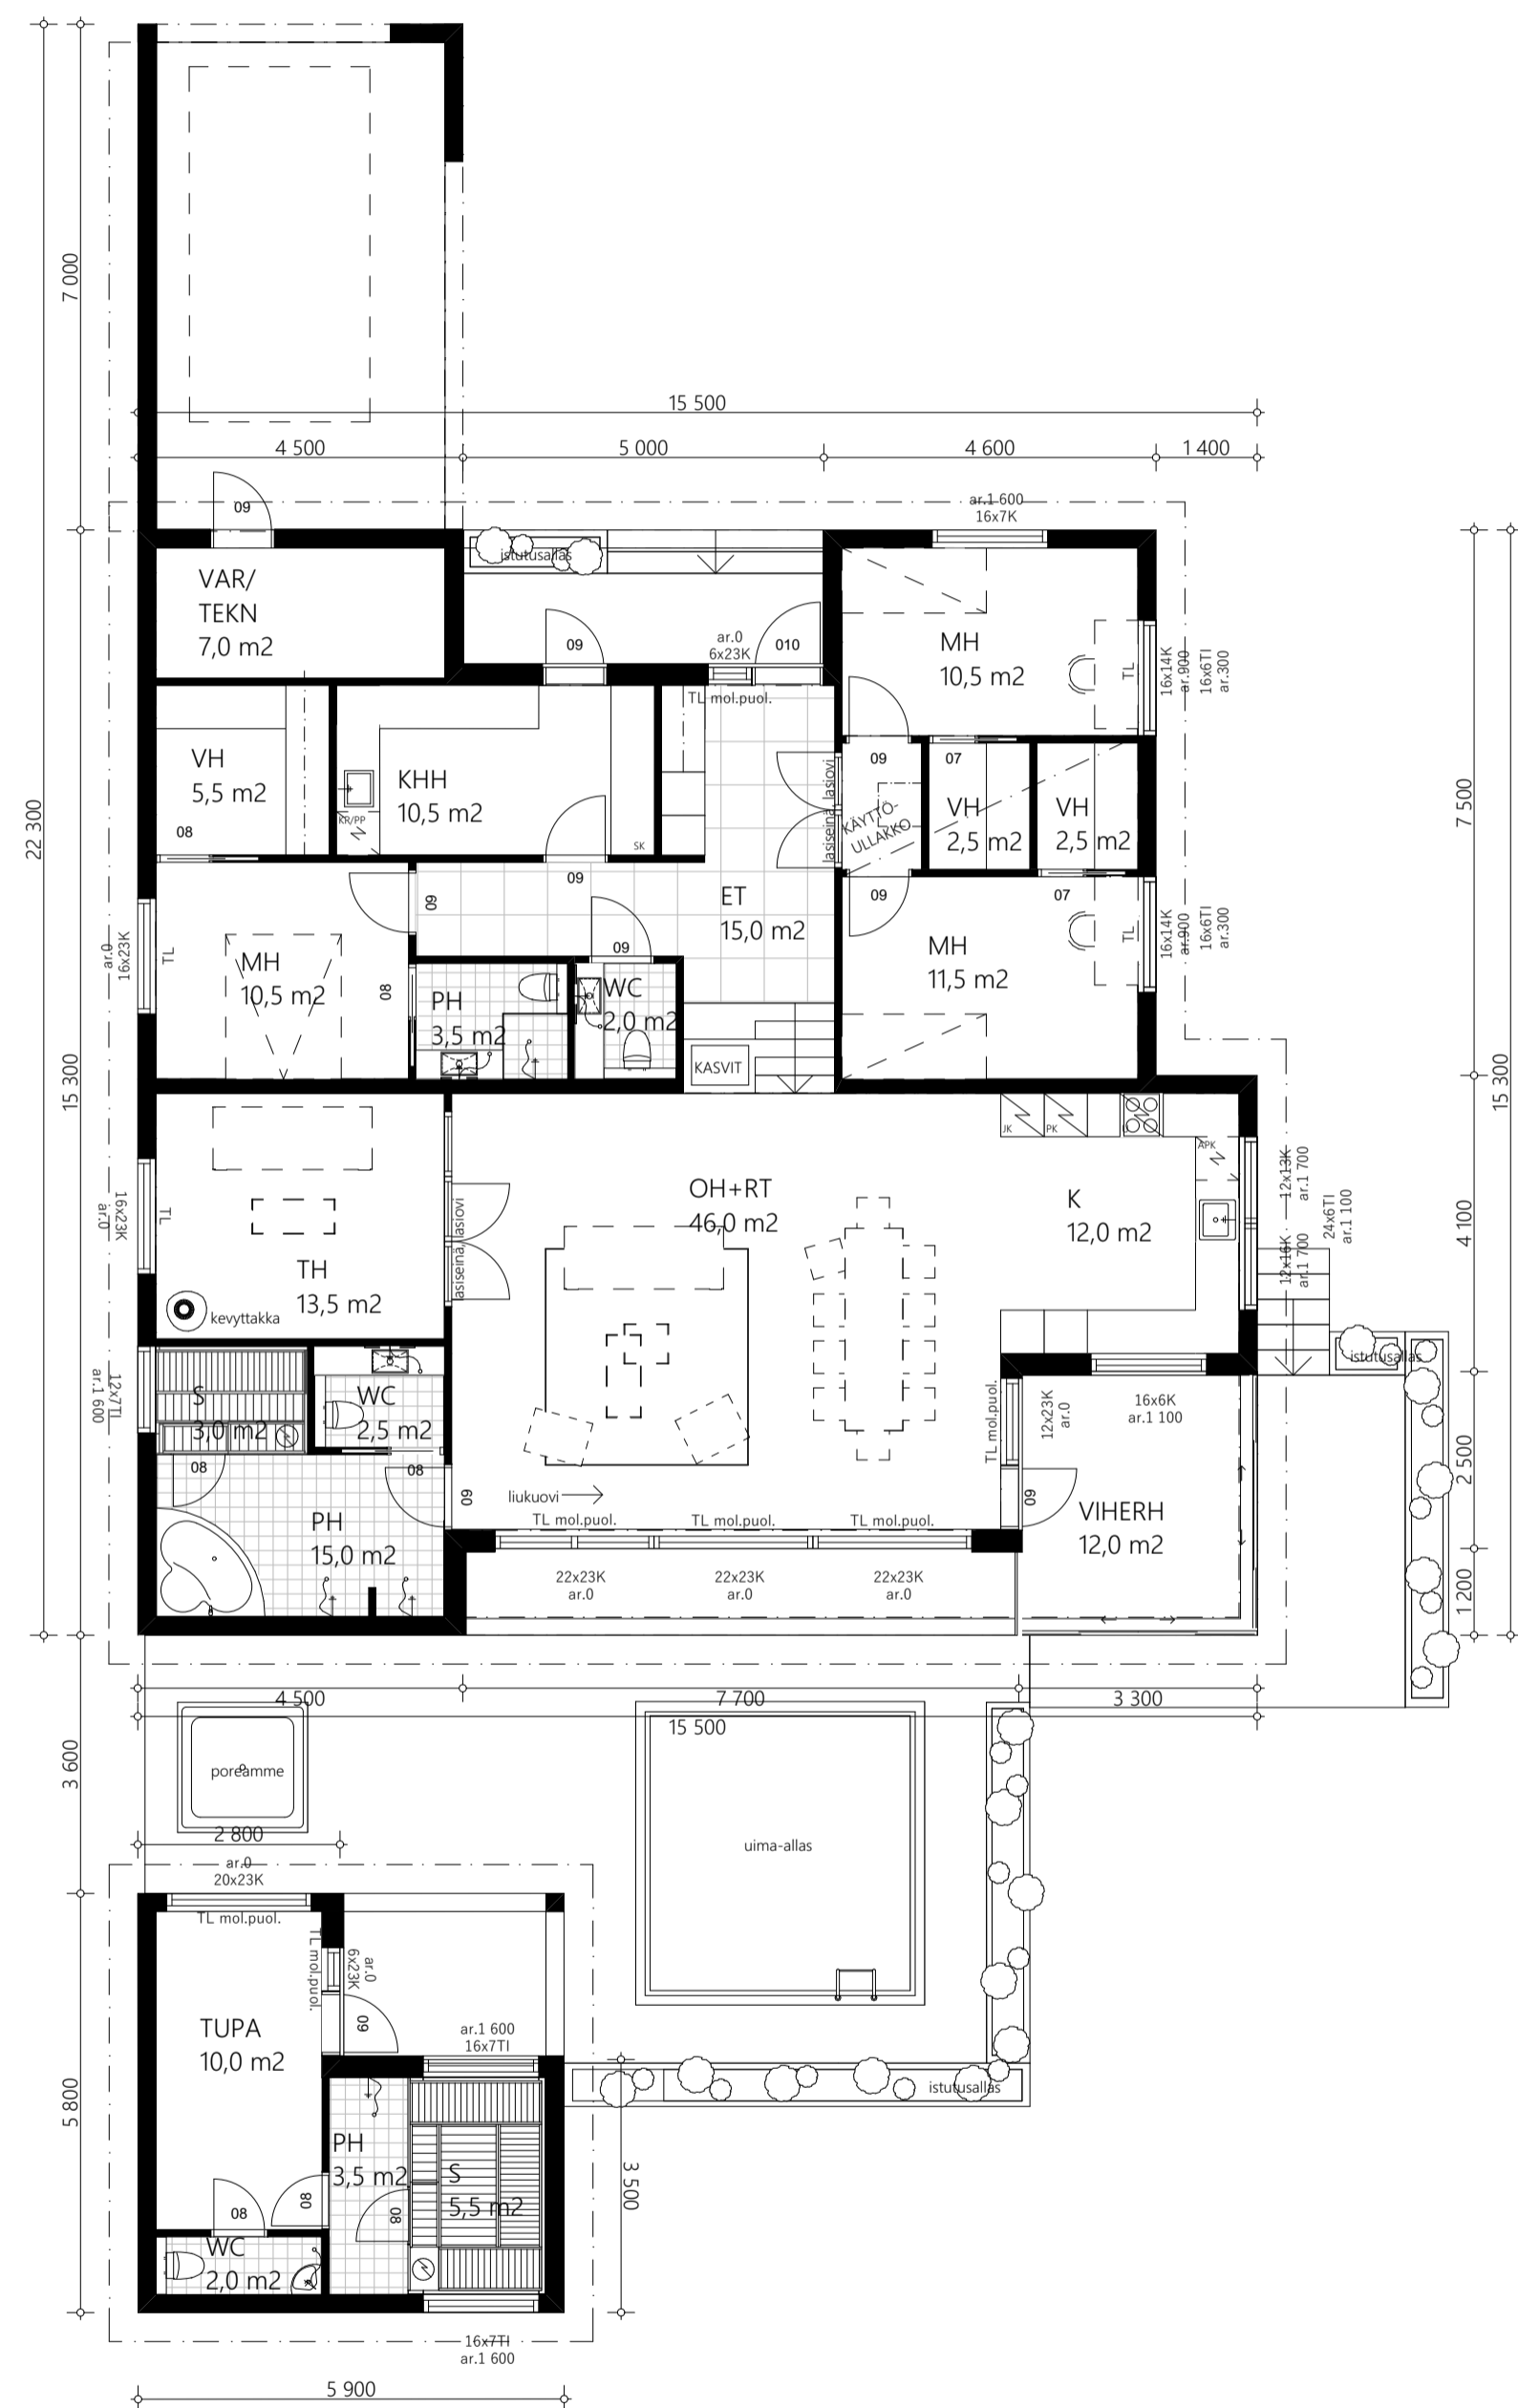 22 300
7 000
15 300
3 600
5 800
15 500
4 500
5 000
4 600
1 400
09
istutusallas
ar.1 600
16x7K
VAR/
TEKN
7,0 m2
09
ar.0
6x23K
010
TL mol.puol.
MH
10,5 m2
TL
16x14K
ar.900
16x6TI
ar.300
VH
5,5 m2
08
KHH
10,5 m2
KR/PP
SK
09
lasiseinä, lasiovi
09
07
KÄYTTÖ-
ULLAKKO
VH
2,5 m2
VH
2,5 m2
7 500
15 300
ET
15,0 m2
09
09
09
07
MH
11,5 m2
TL
16x14K
ar.900
16x6TI
ar.300
ar.0
16x23K
TL
MH
10,5 m2
08
PH
3,5 m2
WC
2,0 m2
KASVIT
JK
PK
APK
OH+RT
46,0 m2
K
12,0 m2
12x13K
ar.1 700
24x6TI
ar.1 100
12x16K
ar.1 700
4 100
16x23K
ar.0
TL
TH
13,5 m2
kevyttakka
lasiseinä, lasiovi
istutusallas
12x7TI
ar.1 600
S
3,0 m2
WC
2,5 m2
08
08
09
PH
15,0 m2
liukuovi
TL mol.puol.
TL mol.puol.
TL mol.puol.
22x23K
ar.0
22x23K
ar.0
22x23K
ar.0
TL mol.puol.
12x23K
ar.0
16x6K
ar.1 100
09
VIHERH
12,0 m2
2 500
1 200
4 500
7 700
3 300
15 500
poreamme
uima-allas
2 800
ar.0
20x23K
TL mol.puol.
TL mol.puol.
ar.0
6x23K
09
TUPA
10,0 m2
ar.1 600
16x7TI
istutusallas
PH
3,5 m2
S
5,5 m2
08
08
08
WC
2,0 m2
3 500
16x7TI
ar.1 600
5 900